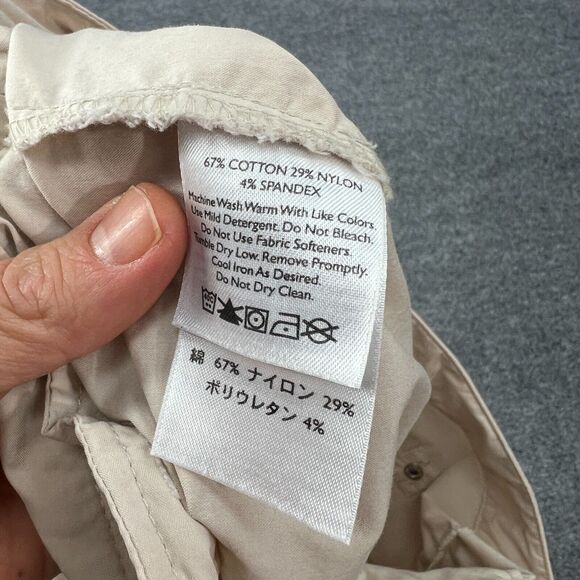 67% COTTON 29% NYLON
4% SPANDEX
Machine Wash Warm With Like Colors.
Use Mild Detergent. Do Not Bleach.
Do Not Use Fabric Softeners.
Tumble Dry Low. Remove Promptly.
Cool Iron As Desired.
Do Not Dry Clean.
綿 67% ナイロン 29%
ポリウレタン 4%